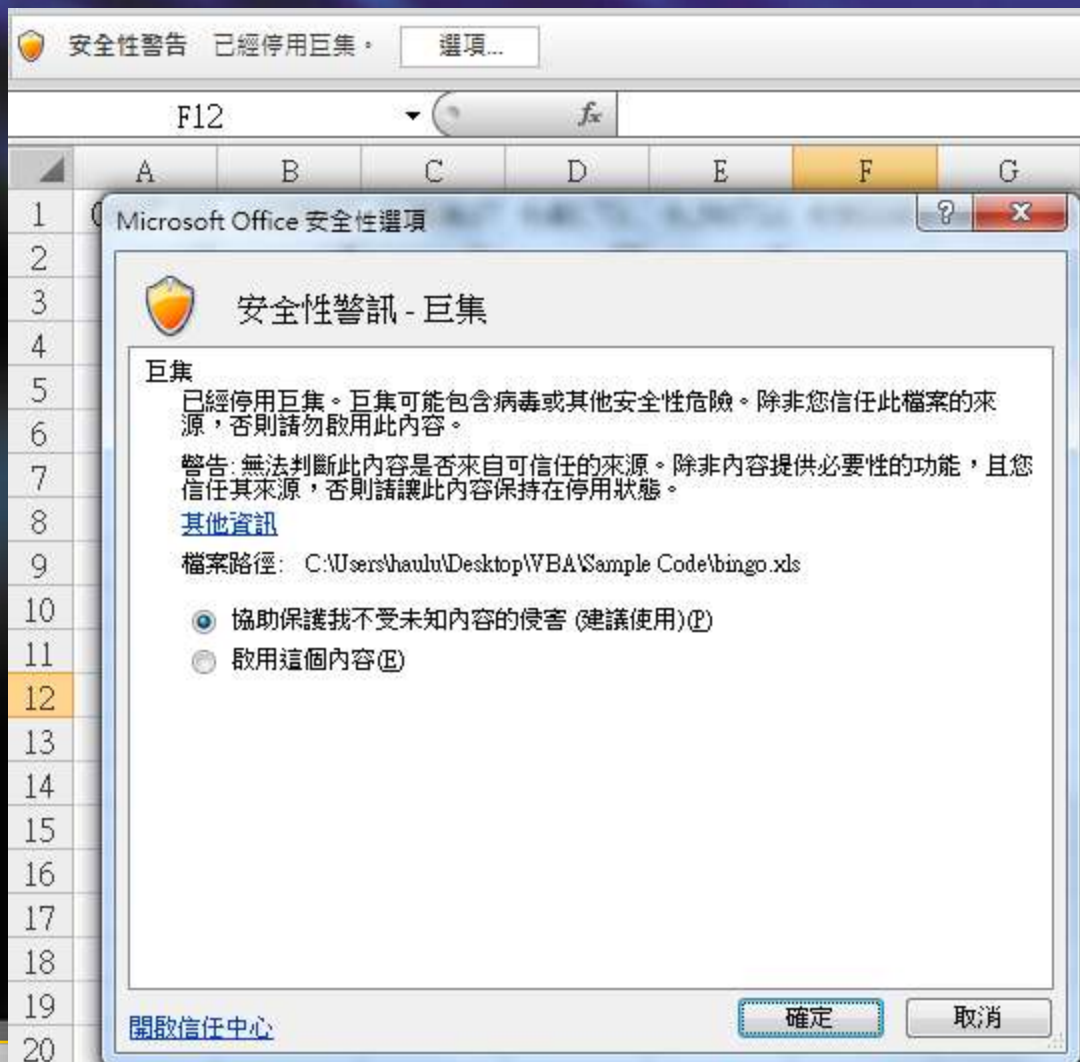 安全性警告 已經停用巨集。 選項...
F12 fx
A B C D E F G
1
Microsoft Office 安全性選項
2
3
安全性警訊 - 巨集
4
巨集
5
已經停用巨集。巨集可能包含病毒或其他安全性危險。除非您信任此檔案的來
源，否則請勿啟用此內容。
6
7
警告: 無法判斷此內容是否來自可信任的來源。除非內容提供必要性的功能，且您
信任其來源，否則請讓此內容保持在停用狀態。
8
其他資訊
9
檔案路徑: C:\Users\haulu\Desktop\VBA\Sample Code\bingo.xls
10
協助保護我不受未知內容的侵害 (建議使用)(P)
11
啟用這個內容(E)
12
13
14
15
16
17
18
19
開啟信任中心 確定 取消
20